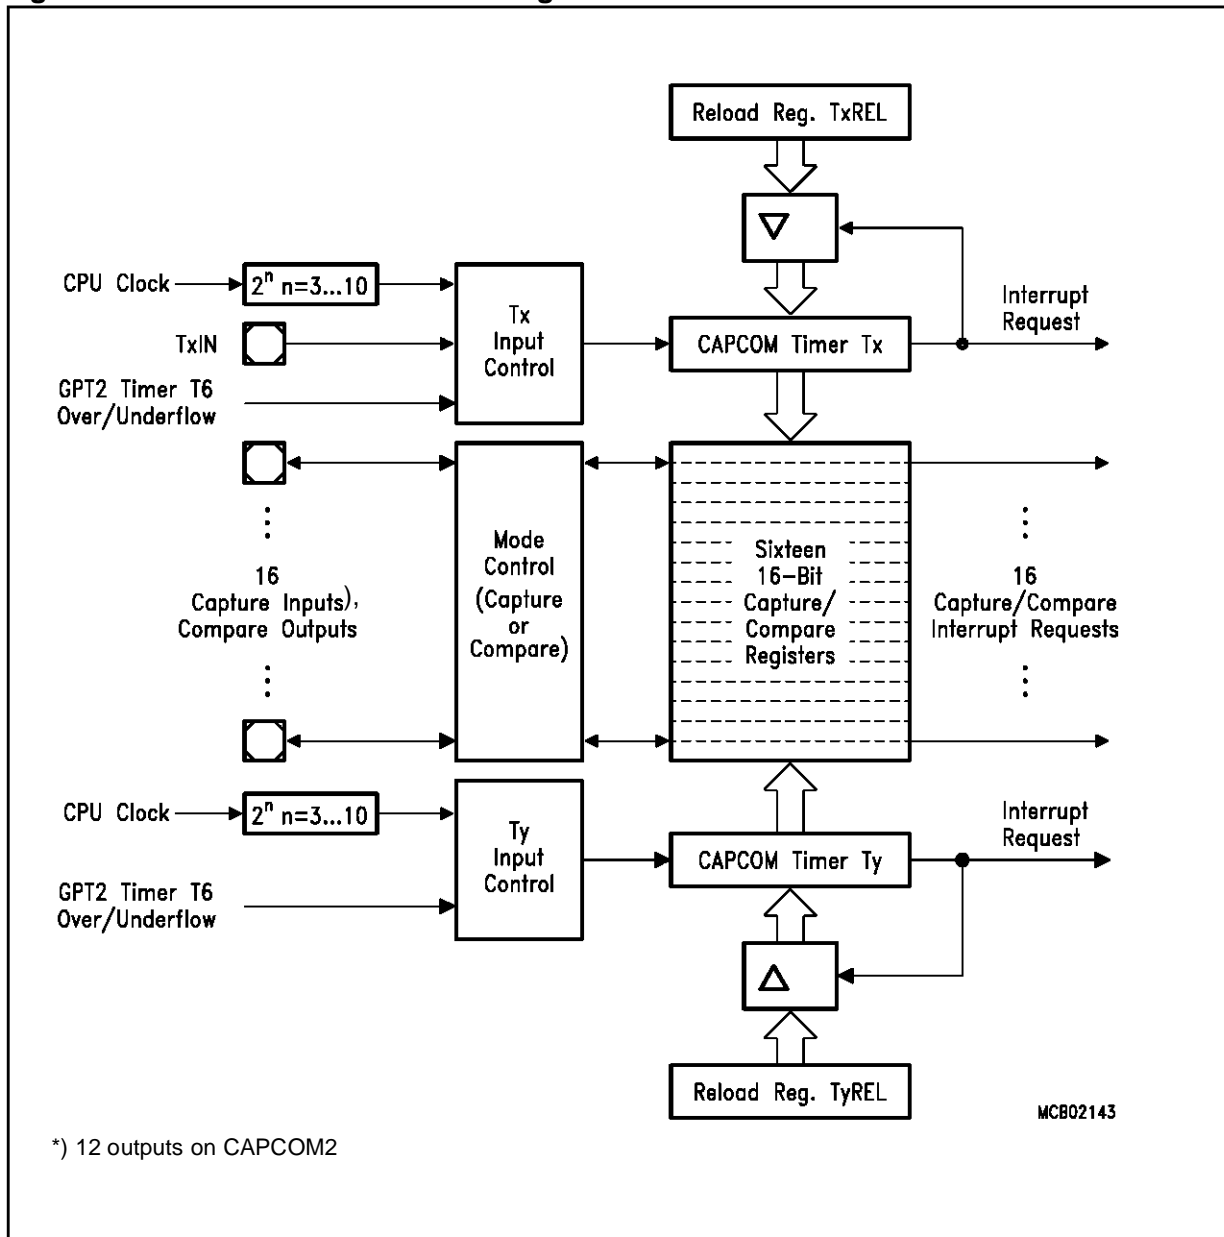 Reload Reg. TxREL
CPU Clock
2ⁿ n=3...10
TxIN
GPT2 Timer T6
Over/Underflow
Tx
Input
Control
CAPCOM Timer Tx
Interrupt
Request
16
Capture Inputs),
Compare Outputs
Mode
Control
(Capture
or
Compare)
Sixteen
16-Bit
Capture/
Compare
Registers
16
Capture/Compare
Interrupt Requests
CPU Clock
2ⁿ n=3...10
GPT2 Timer T6
Over/Underflow
Ty
Input
Control
CAPCOM Timer Ty
Interrupt
Request
Reload Reg. TyREL
MCB02143
*) 12 outputs on CAPCOM2